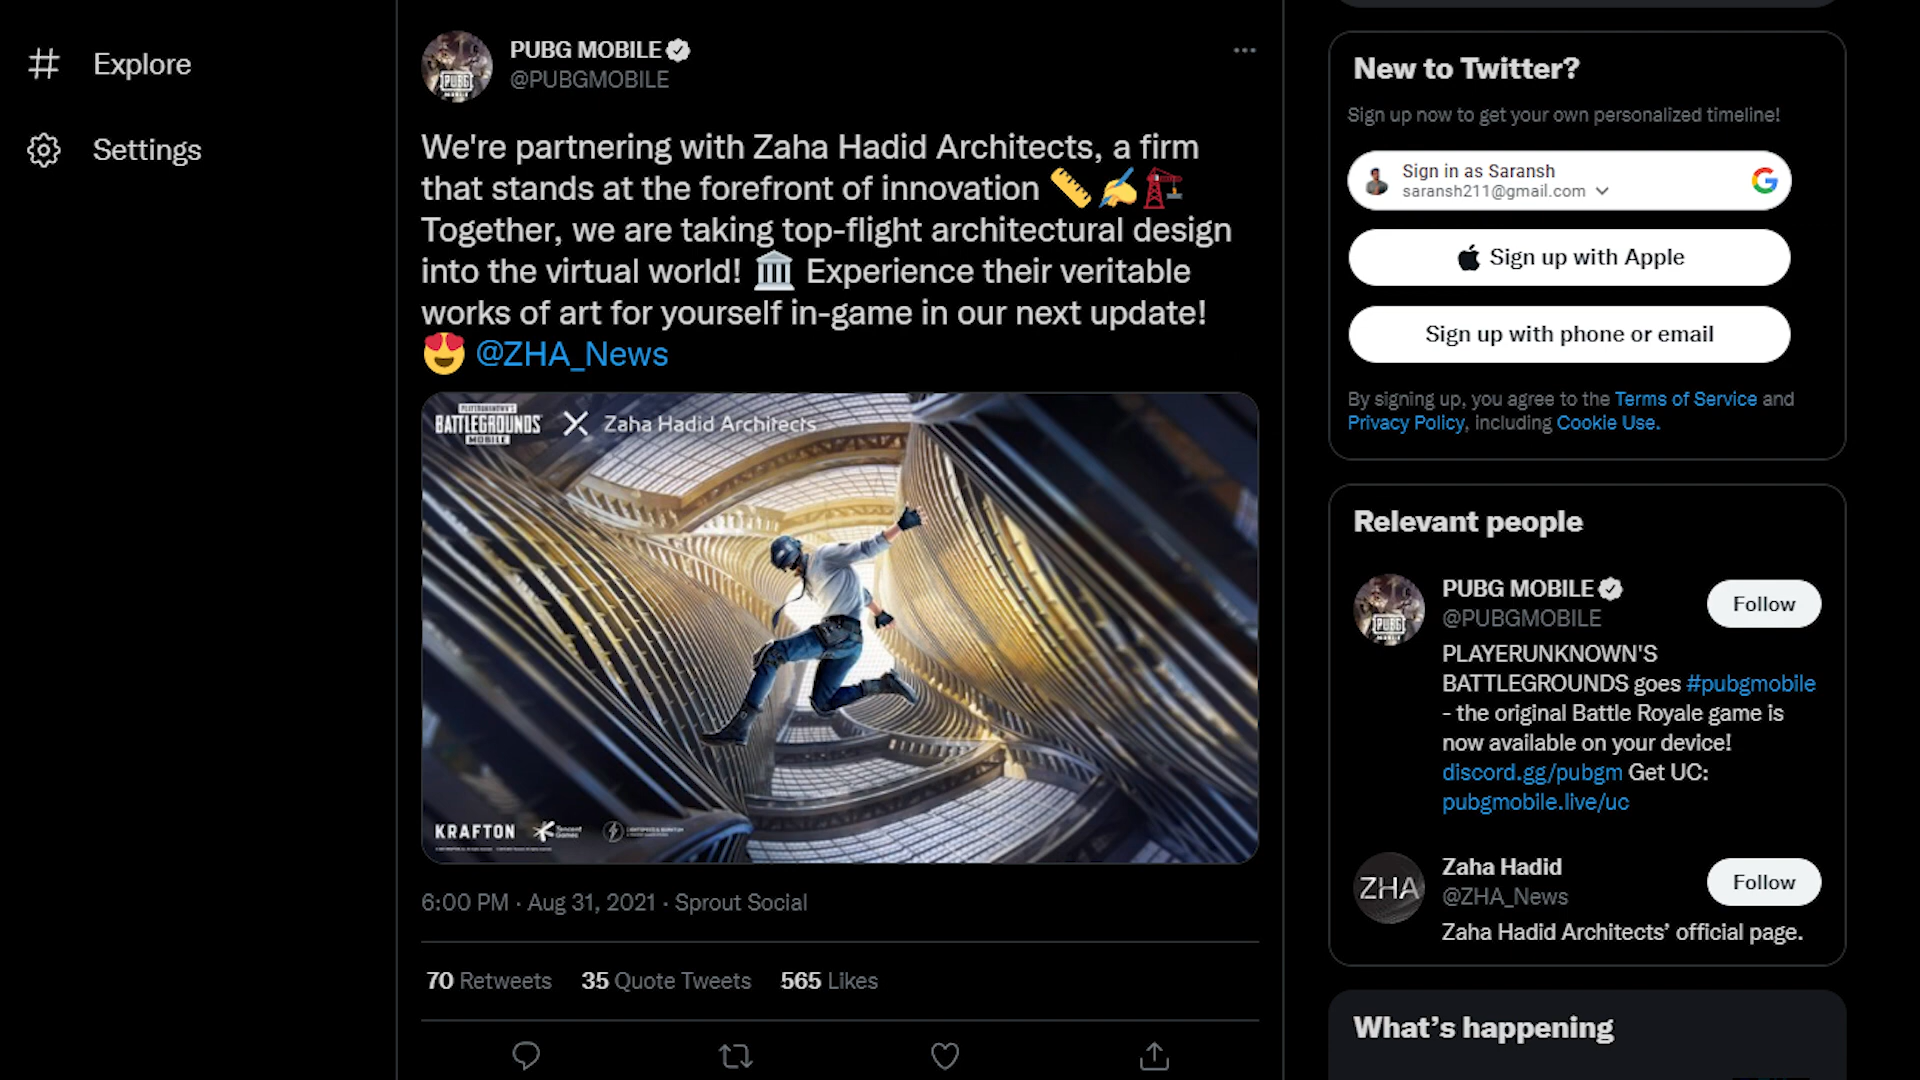 Explore
Settings
PUBG MOBILE
@PUBGMOBILE
We're partnering with Zaha Hadid Architects, a firm
that stands at the forefront of innovation 📏✍️🏗️
Together, we are taking top-flight architectural design
into the virtual world! 🏛️ Experience their veritable
works of art for yourself in-game in our next update!
😍 @ZHA_News
PLAYERUNKNOWN'S
BATTLEGROUNDS
MOBILE
Zaha Hadid Architects
KRAFTON
Tencent
Games
6:00 PM · Aug 31, 2021 · Sprout Social
70 Retweets 35 Quote Tweets 565 Likes
New to Twitter?
Sign up now to get your own personalized timeline!
Sign in as Saransh
saransh211@gmail.com
Sign up with Apple
Sign up with phone or email
By signing up, you agree to the Terms of Service and
Privacy Policy, including Cookie Use.
Relevant people
PUBG MOBILE
@PUBGMOBILE
Follow
PLAYERUNKNOWN'S
BATTLEGROUNDS goes #pubgmobile
- the original Battle Royale game is
now available on your device!
discord.gg/pubgm Get UC:
pubgmobile.live/uc
ZHA
Zaha Hadid
@ZHA_News
Follow
Zaha Hadid Architects’ official page.
What’s happening